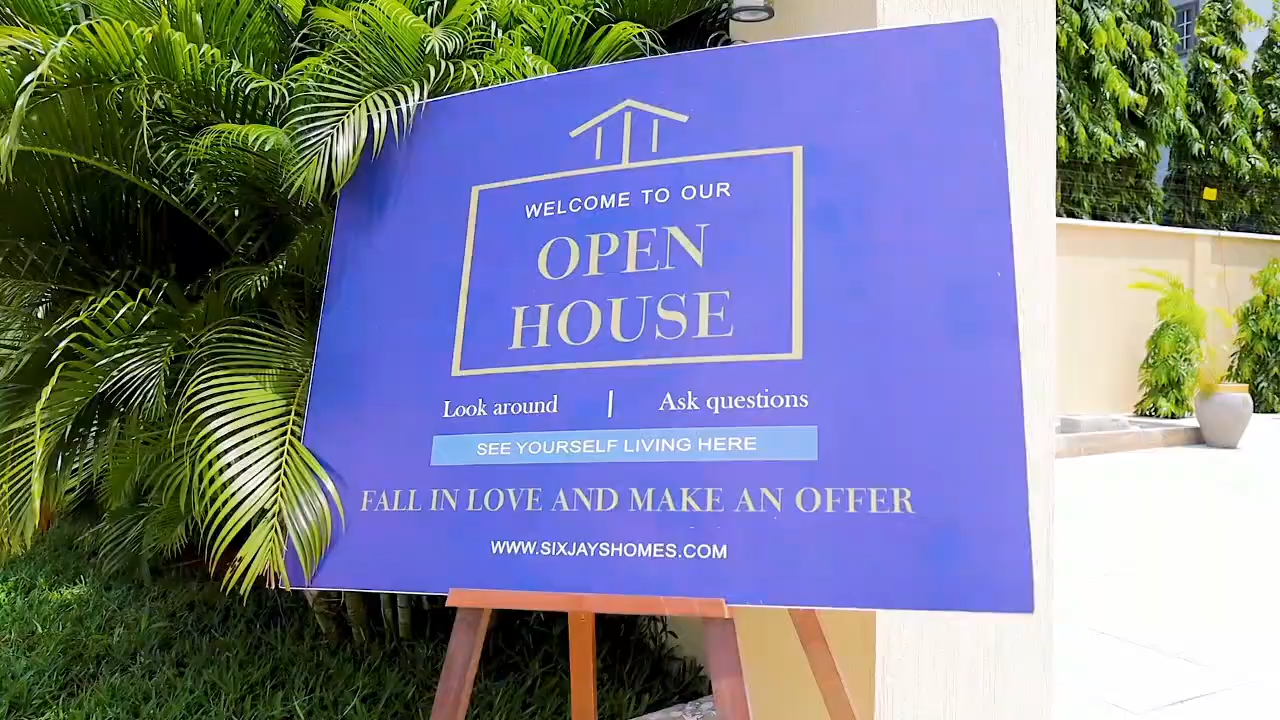 WELCOME TO OUR
OPEN
HOUSE
Look around | Ask questions
SEE YOURSELF LIVING HERE
FALL IN LOVE AND MAKE AN OFFER
WWW.SIXJAYSHOMES.COM